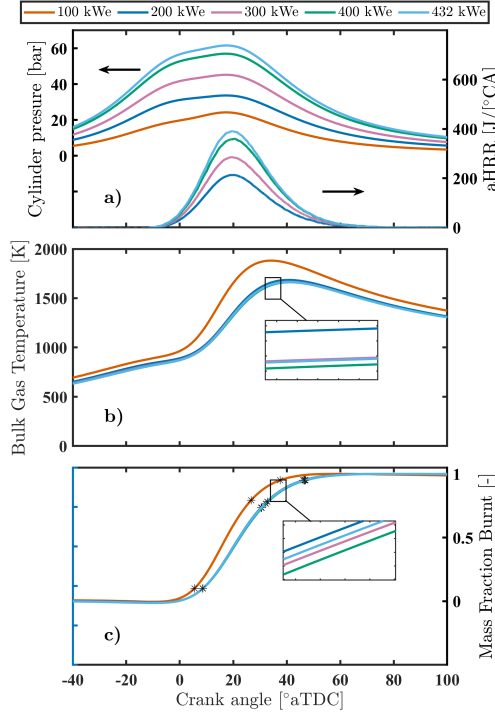 100 kWe 200 kWe 300 kWe 400 kWe 432 kWe
Cylinder presure [bar]
60
40
20
0
a)
600
400
200
0
aHRR [J/°CA]
Bulk Gas Temperature [K]
2000
1500
1000
500
0
b)
c)
1
0.5
0
Mass Fraction Burnt [-]
-40 -20 0 20 40 60 80 100
Crank angle [°aTDC]